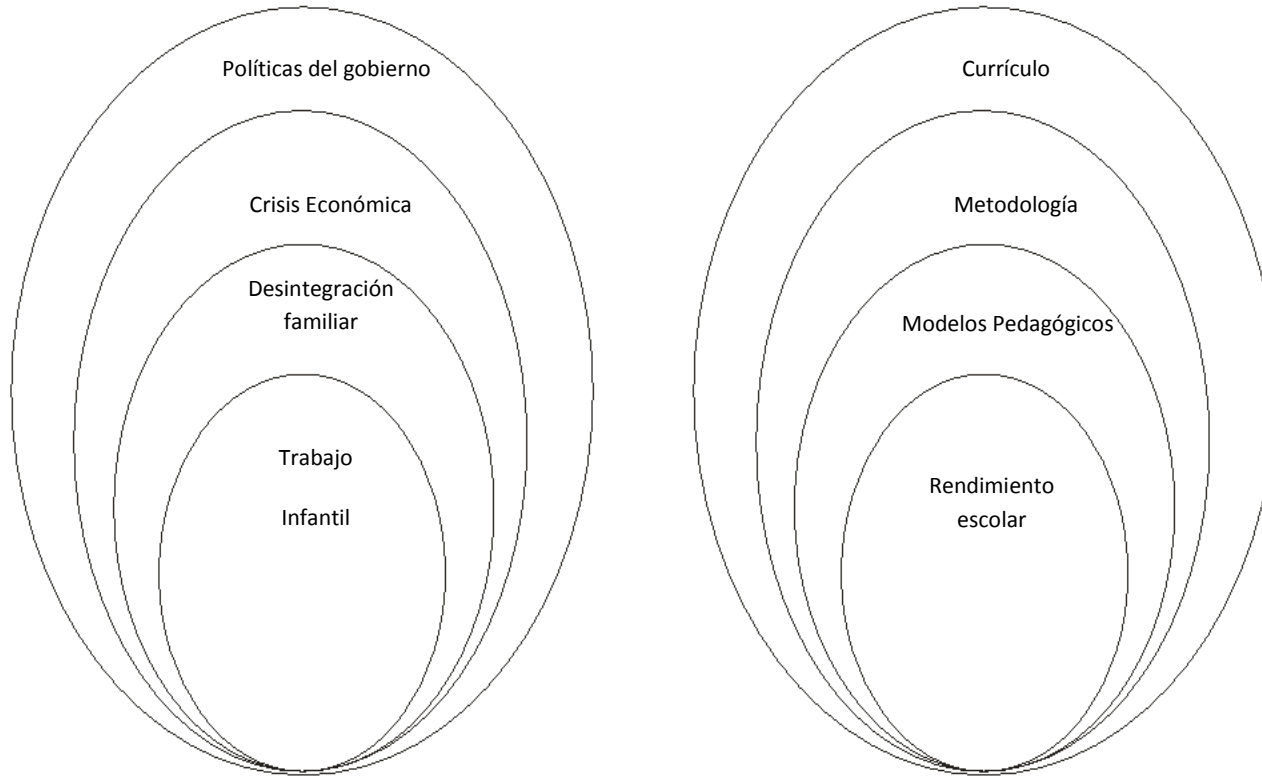 Políticas del gobierno
Crisis Económica
Desintegración
familiar
Trabajo
Infantil
Currículo
Metodología
Modelos Pedagógicos
Rendimiento
escolar